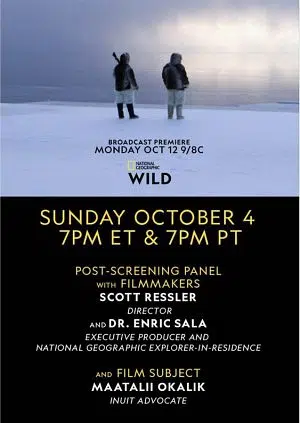 BROADCAST PREMIERE
MONDAY OCT 12 9/8C
NATIONAL
GEOGRAPHIC
WILD
SUNDAY OCTOBER 4
7PM ET & 7PM PT
POST-SCREENING PANEL
WITH FILMMAKERS
SCOTT RESSLER
DIRECTOR
AND DR. ENRIC SALA
EXECUTIVE PRODUCER AND
NATIONAL GEOGRAPHIC EXPLORER-IN-RESIDENCE
AND FILM SUBJECT
MAATALII OKALIK
INUIT ADVOCATE